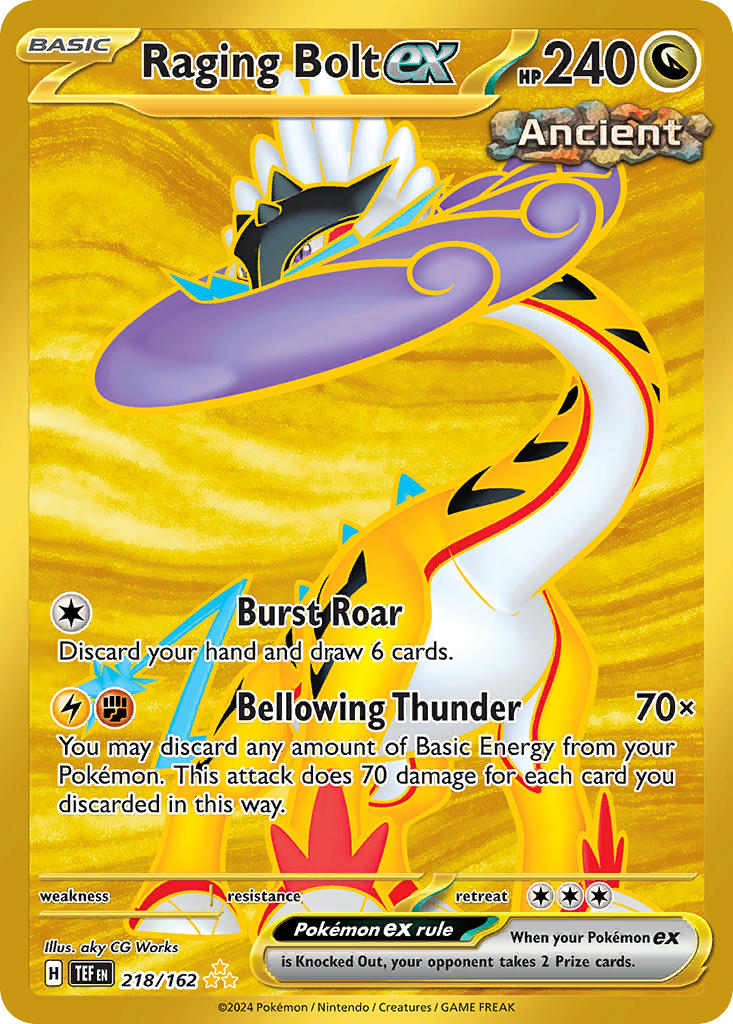 BASIC
Raging Bolt ex
HP 240
Ancient
Burst Roar
Discard your hand and draw 6 cards.
Bellowing Thunder 70×
You may discard any amount of Basic Energy from your
Pokémon. This attack does 70 damage for each card you
discarded in this way.
weakness resistance retreat
Illus. aky CG Works
Pokémon ex rule
When your Pokémon ex
is Knocked Out, your opponent takes 2 Prize cards.
H TEF EN 218/162
©2024 Pokémon / Nintendo / Creatures / GAME FREAK